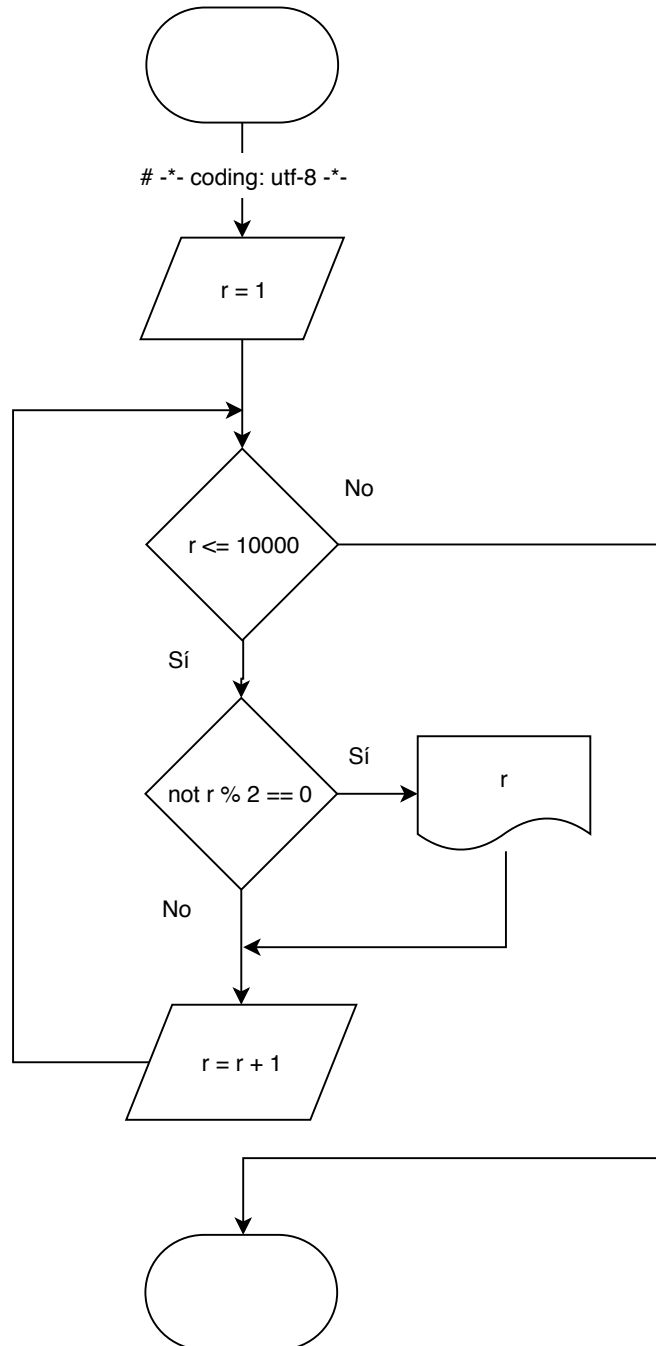 # -*- coding: utf-8 -*-
r = 1
No
r <= 10000
Sí
Sí
not r % 2 == 0
r
No
r = r + 1